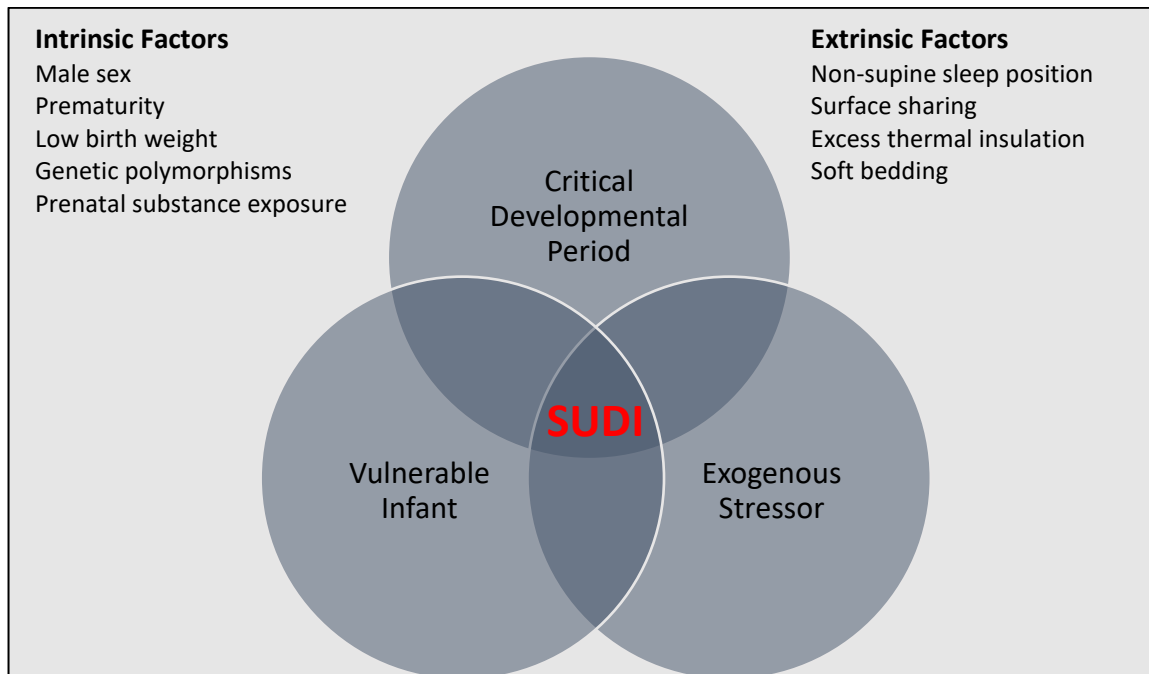 Intrinsic Factors
Male sex
Prematurity
Low birth weight
Genetic polymorphisms
Prenatal substance exposure
Extrinsic Factors
Non-supine sleep position
Surface sharing
Excess thermal insulation
Soft bedding
Critical
Developmental
Period
SUDI
Vulnerable
Infant
Exogenous
Stressor